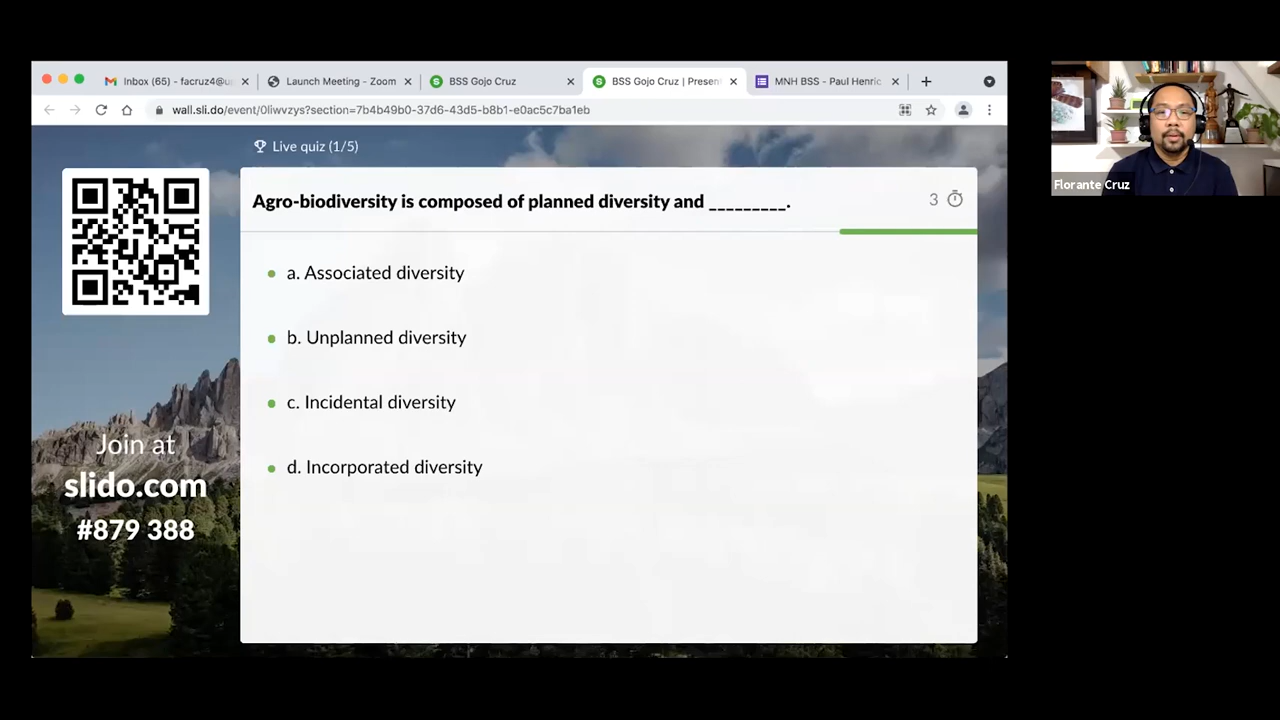 Inbox (65) - facruz4@u
Launch Meeting - Zoom
BSS Gojo Cruz
BSS Gojo Cruz | Presen
MNH BSS - Paul Henric
wall.sli.do/event/0liwvzys?section=7b4b49b0-37d6-43d5-b8b1-e0ac5c7ba1eb
Live quiz (1/5)
Agro-biodiversity is composed of planned diversity and _________.
3
a. Associated diversity
b. Unplanned diversity
c. Incidental diversity
d. Incorporated diversity
Join at
slido.com
#879 388
Florante Cruz